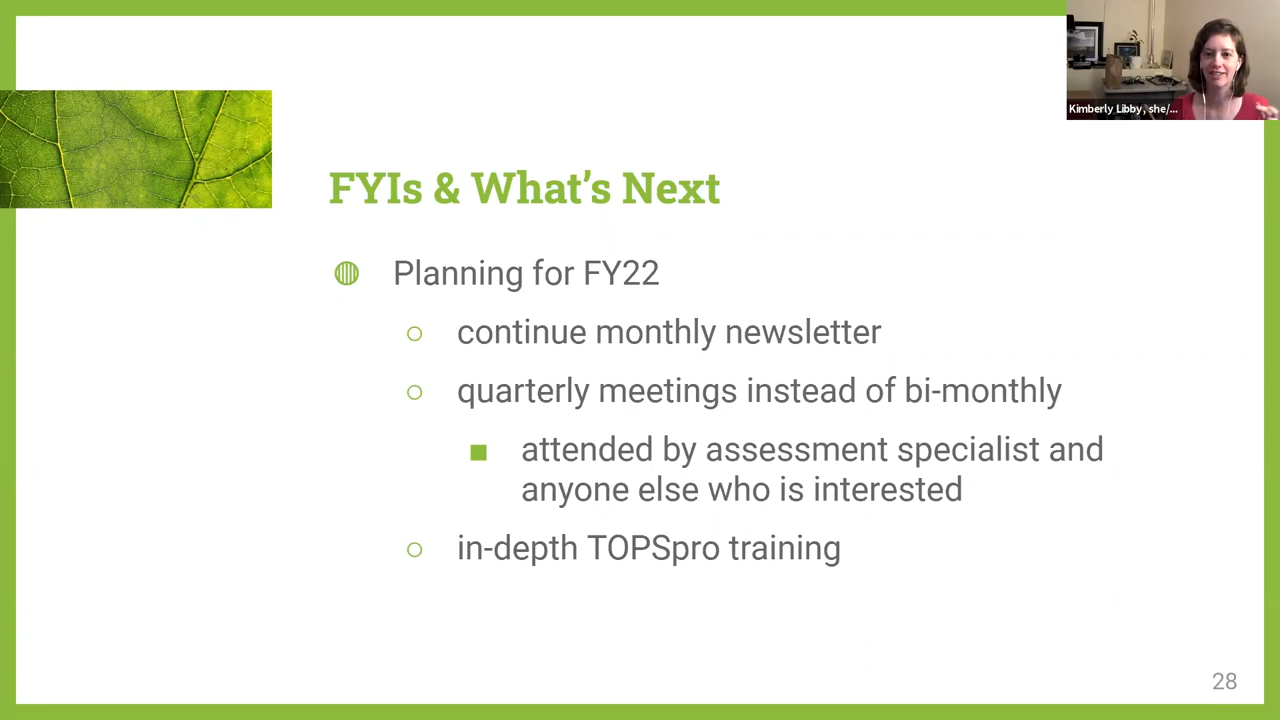 Kimberly Libby, she/...
FYIs & What's Next
Planning for FY22
continue monthly newsletter
quarterly meetings instead of bi-monthly
attended by assessment specialist and
anyone else who is interested
in-depth TOPSpro training
28